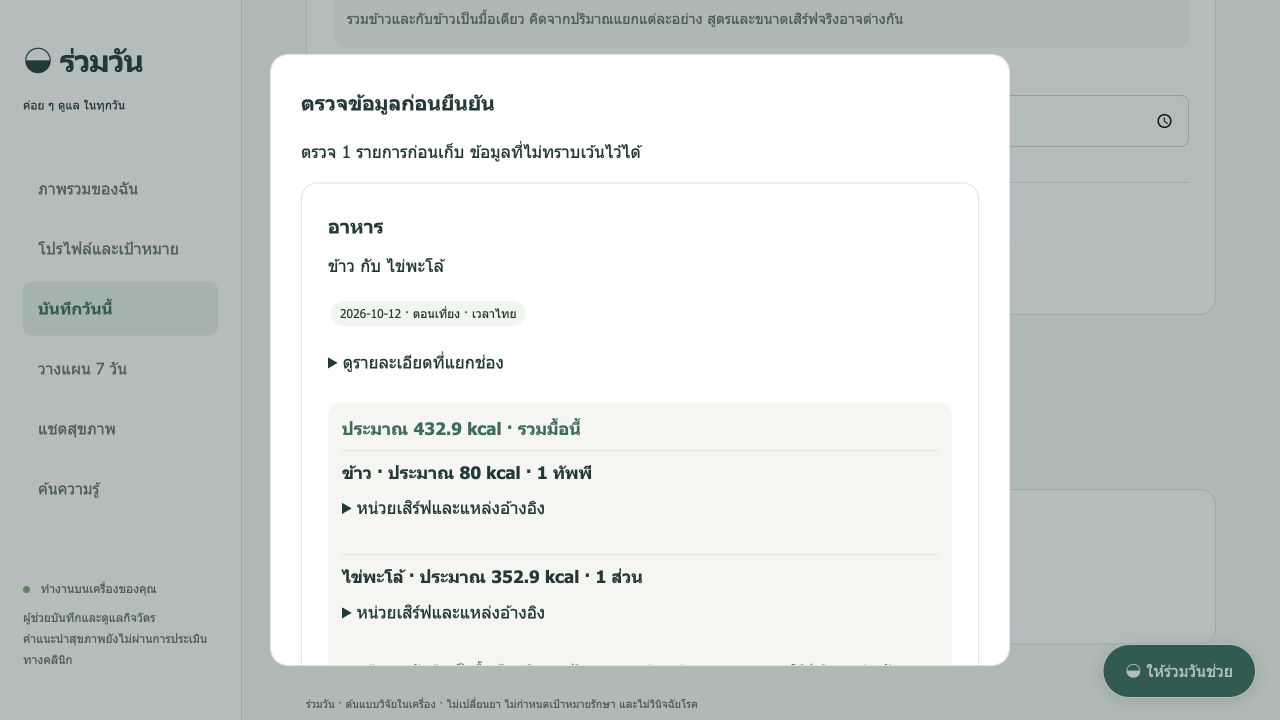 ร่วมวัน
ค่อย ๆ ดูแล ในทุกวัน
ภาพรวมของฉัน
โปรไฟล์และเป้าหมาย
บันทึกวันนี้
วางแผน 7 วัน
แชตสุขภาพ
ค้นความรู้
ทำงานบนเครื่องของคุณ
ผู้ช่วยบันทึกและดูแลกิจวัตร
คำแนะนำสุขภาพยังไม่ผ่านการประเมิน
ทางคลินิก
รวมข้าวและกับข้าวเป็นมื้อเดียว คิดจากปริมาณแยกแต่ละอย่าง สูตรและขนาดเสิร์ฟจริงอาจต่างกัน
ตรวจข้อมูลก่อนยืนยัน
ตรวจ 1 รายการก่อนเก็บ ข้อมูลที่ไม่ทราบเว้นไว้ได้
อาหาร
ข้าว กับ ไข่พะโล้
2026-10-12 · ตอนเที่ยง · เวลาไทย
ดูรายละเอียดที่แยกช่อง
ประมาณ 432.9 kcal · รวมมื้อนี้
ข้าว · ประมาณ 80 kcal · 1 ทัพพี
หน่วยเสิร์ฟและแหล่งอ้างอิง
ไข่พะโล้ · ประมาณ 352.9 kcal · 1 ส่วน
หน่วยเสิร์ฟและแหล่งอ้างอิง
ให้ร่วมวันช่วย
ร่วมวัน · ต้นแบบวิจัยในเครื่อง · ไม่เปลี่ยนยา ไม่กำหนดเป้าหมายรักษา และไม่วินิจฉัยโรค